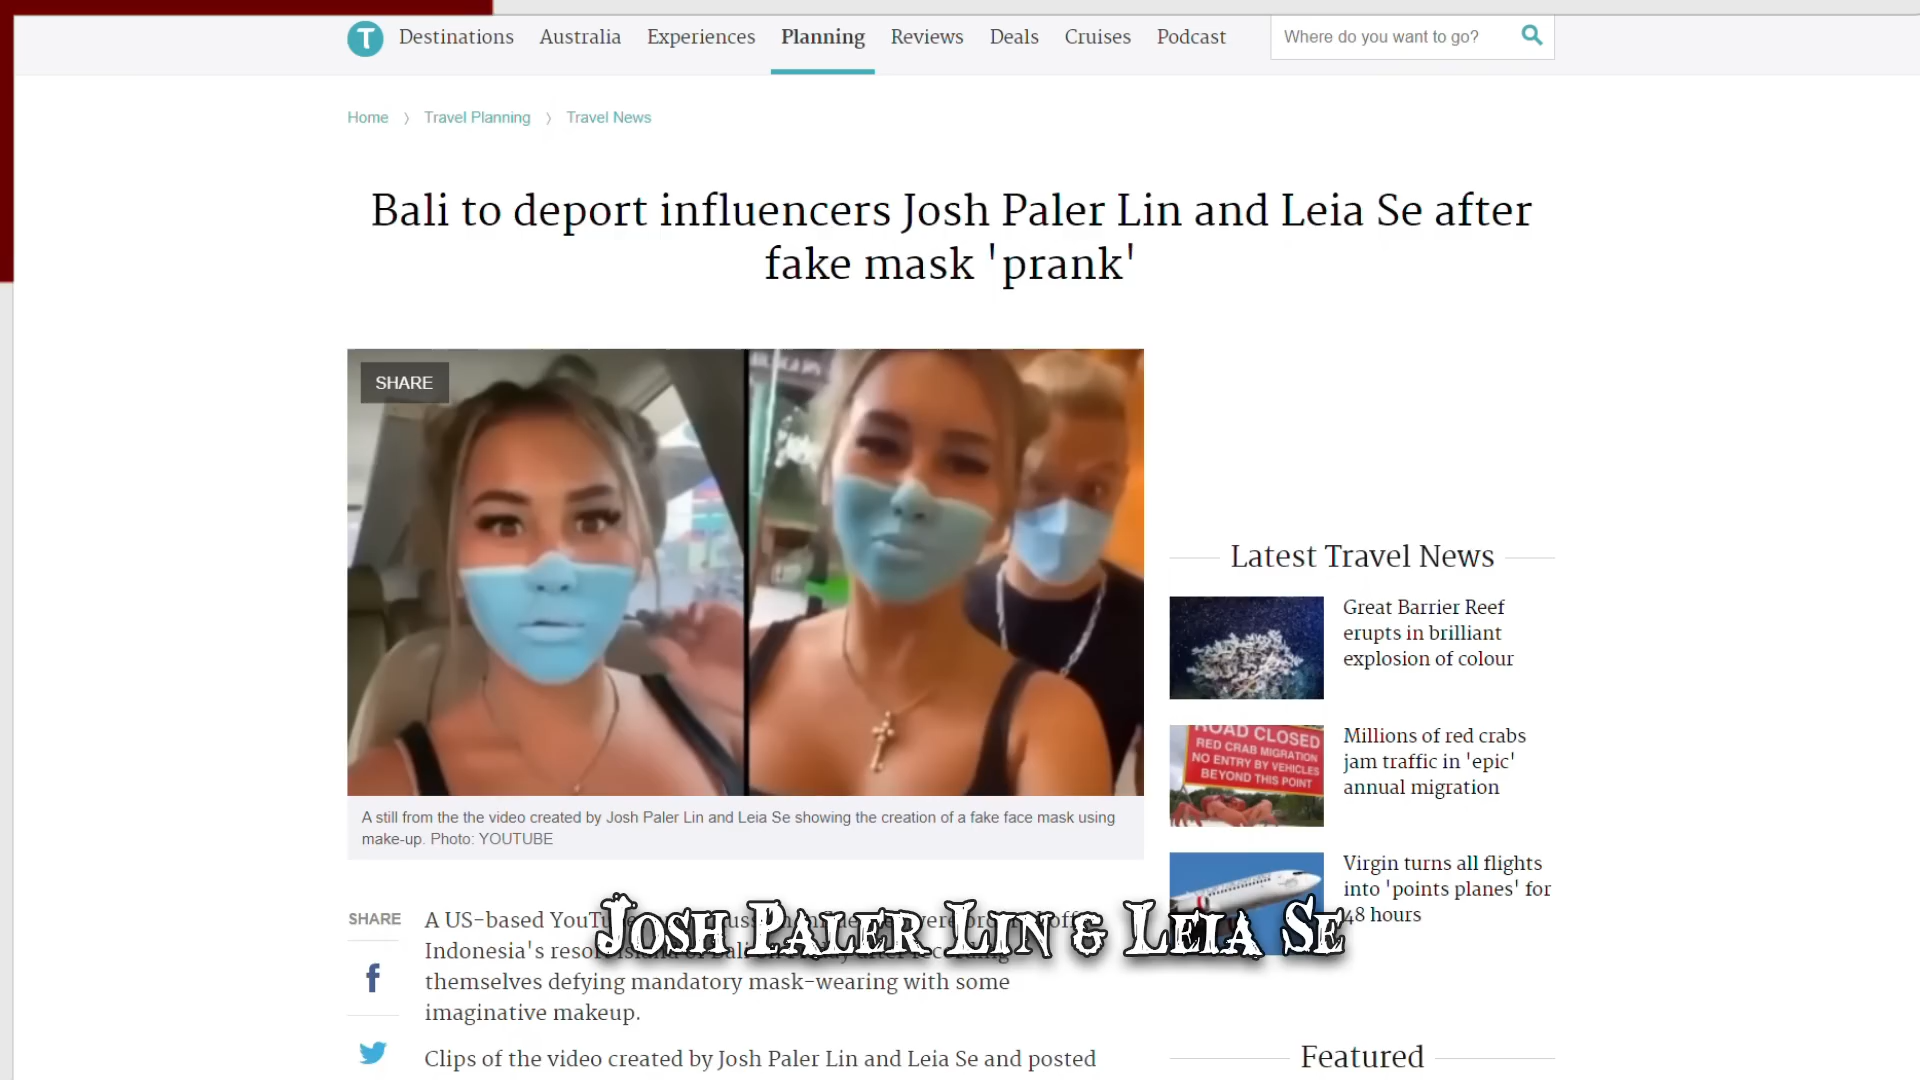 T Destinations Australia Experiences Planning Reviews Deals Cruises Podcast Where do you want to go?
Home 〉 Travel Planning 〉 Travel News
Bali to deport influencers Josh Paler Lin and Leia Se after
fake mask 'prank'
SHARE
A still from the the video created by Josh Paler Lin and Leia Se showing the creation of a fake face mask using
make-up. Photo: YOUTUBE
SHARE
A US-based
Indonesia's
themselves defying mandatory mask-wearing with some
imaginative makeup.
Clips of the video created by Josh Paler Lin and Leia Se and posted
Josh Paler Lin & Leia Se
Latest Travel News
Great Barrier Reef
erupts in brilliant
explosion of colour
ROAD CLOSED
RED CRAB MIGRATION
NO ENTRY BY VEHICLES
BEYOND THIS POINT
Millions of red crabs
jam traffic in 'epic'
annual migration
Virgin turns all flights
into 'points planes' for
48 hours
Featured